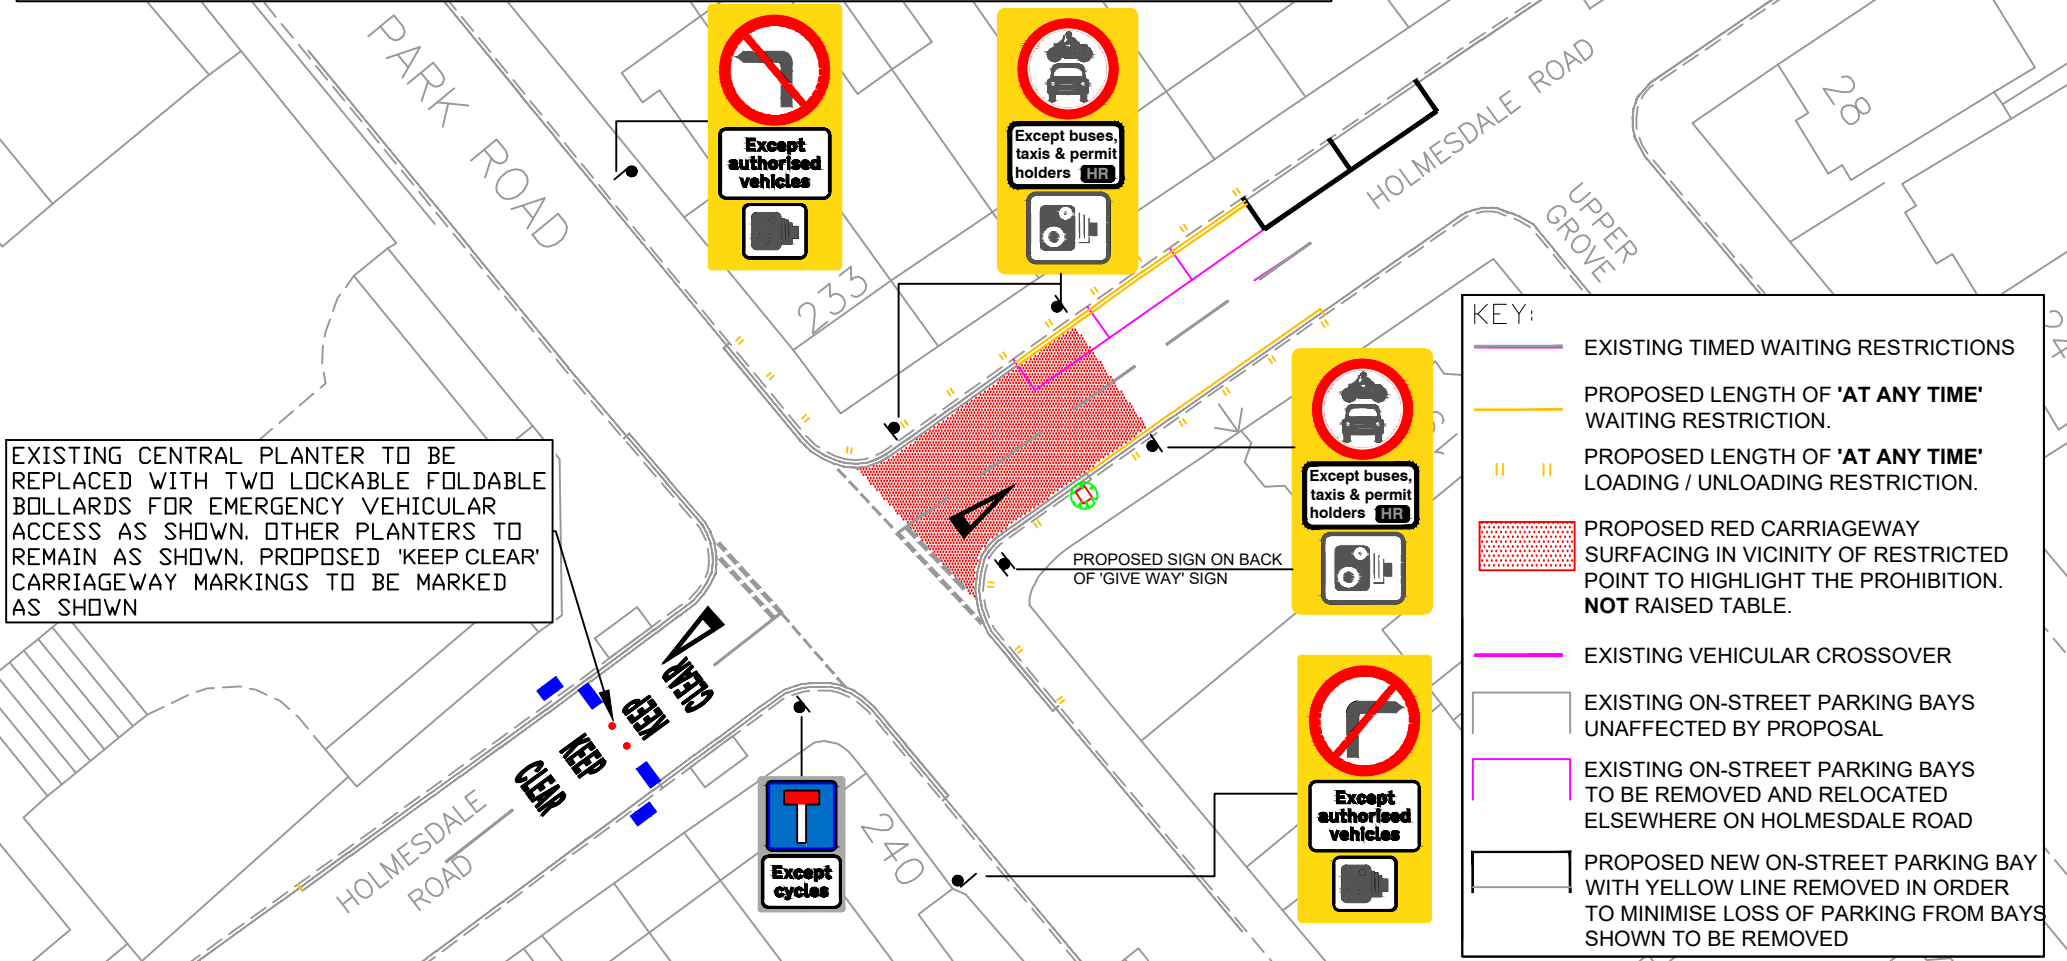 PARK ROAD
Except
authorised
vehicles
Except buses,
taxis & permit
holders HR
HOLMESDALE ROAD
28
UPPER
GROVE
233
EXISTING CENTRAL PLANTER TO BE
REPLACED WITH TWO LOCKABLE FOLDABLE
BOLLARDS FOR EMERGENCY VEHICULAR
ACCESS AS SHOWN. OTHER PLANTERS TO
REMAIN AS SHOWN. PROPOSED 'KEEP CLEAR'
CARRIAGEWAY MARKINGS TO BE MARKED
AS SHOWN
Except buses,
taxis & permit
holders HR
PROPOSED SIGN ON BACK
OF 'GIVE WAY' SIGN
CLEAR
KEEP
KEEP
CLEAR
HOLMESDALE
ROAD
Except
cycles
240
Except
authorised
vehicles
KEY:
EXISTING TIMED WAITING RESTRICTIONS
PROPOSED LENGTH OF 'AT ANY TIME'
WAITING RESTRICTION.
PROPOSED LENGTH OF 'AT ANY TIME'
LOADING / UNLOADING RESTRICTION.
PROPOSED RED CARRIAGEWAY
SURFACING IN VICINITY OF RESTRICTED
POINT TO HIGHLIGHT THE PROHIBITION.
NOT RAISED TABLE.
EXISTING VEHICULAR CROSSOVER
EXISTING ON-STREET PARKING BAYS
UNAFFECTED BY PROPOSAL
EXISTING ON-STREET PARKING BAYS
TO BE REMOVED AND RELOCATED
ELSEWHERE ON HOLMESDALE ROAD
PROPOSED NEW ON-STREET PARKING BAY
WITH YELLOW LINE REMOVED IN ORDER
TO MINIMISE LOSS OF PARKING FROM BAYS
SHOWN TO BE REMOVED